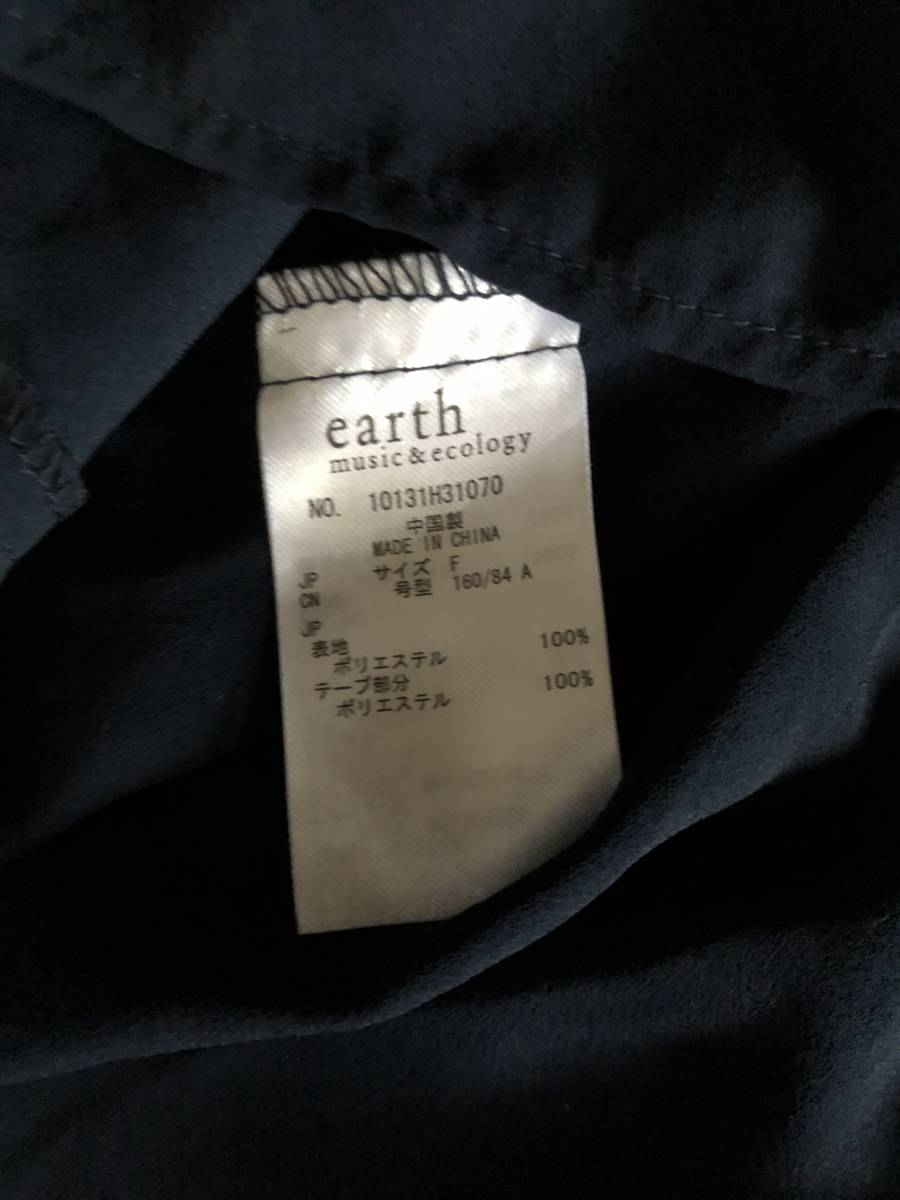 earth
music&ecology
NO. 10131H31070
中国製
MADE IN CHINA
JP サイズ F
CN 号型 160/84 A
JP
表地
ポリエステル 100%
テープ部分
ポリエステル 100%